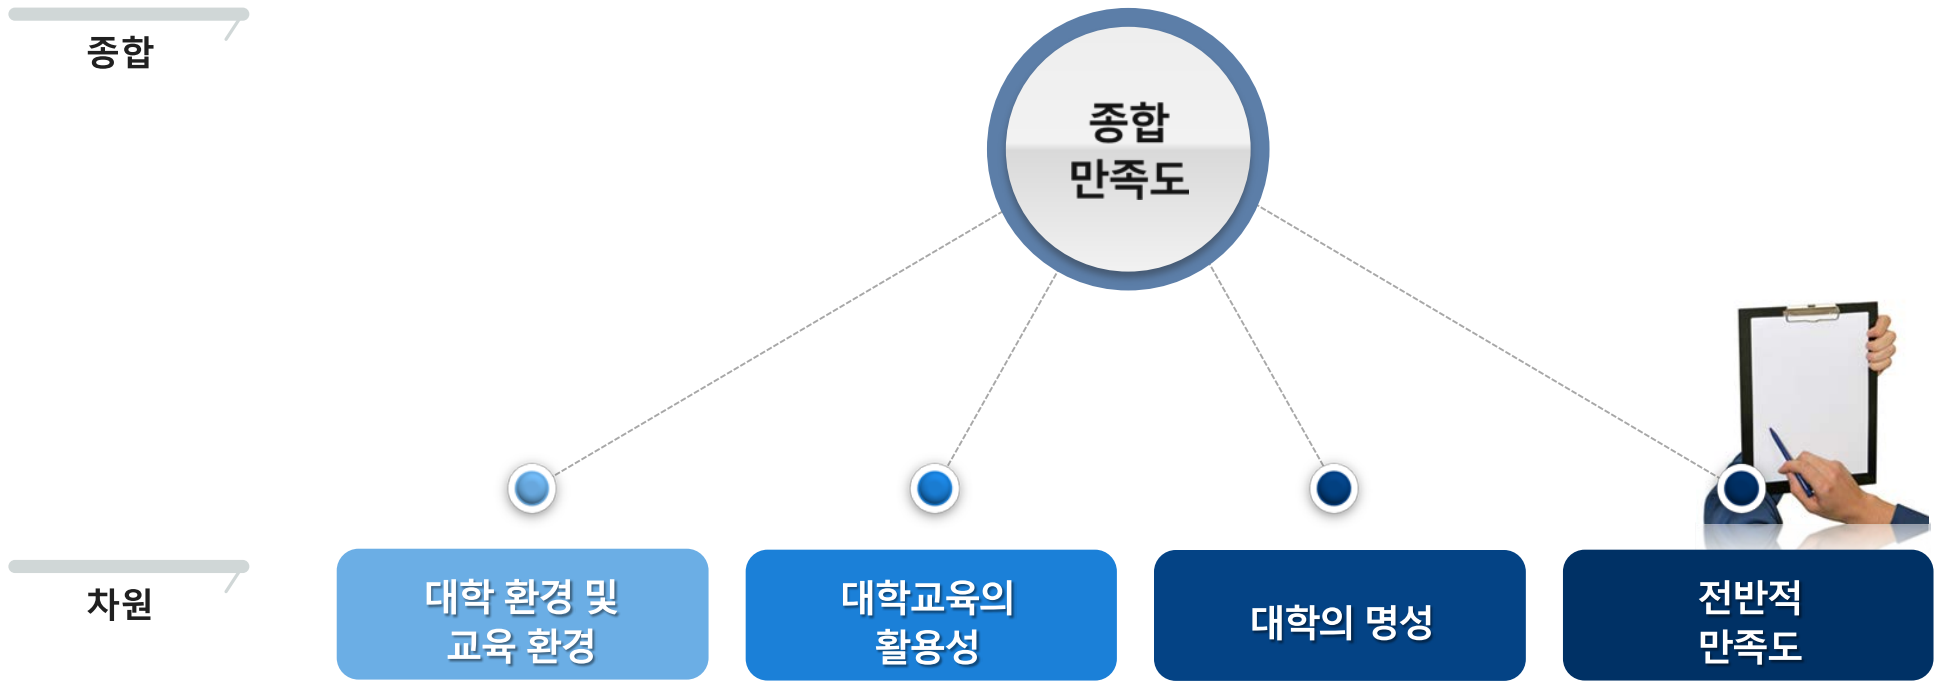 종합
종합
만족도
차원
대학 환경 및
교육 환경
대학교육의
활용성
대학의 명성
전반적
만족도